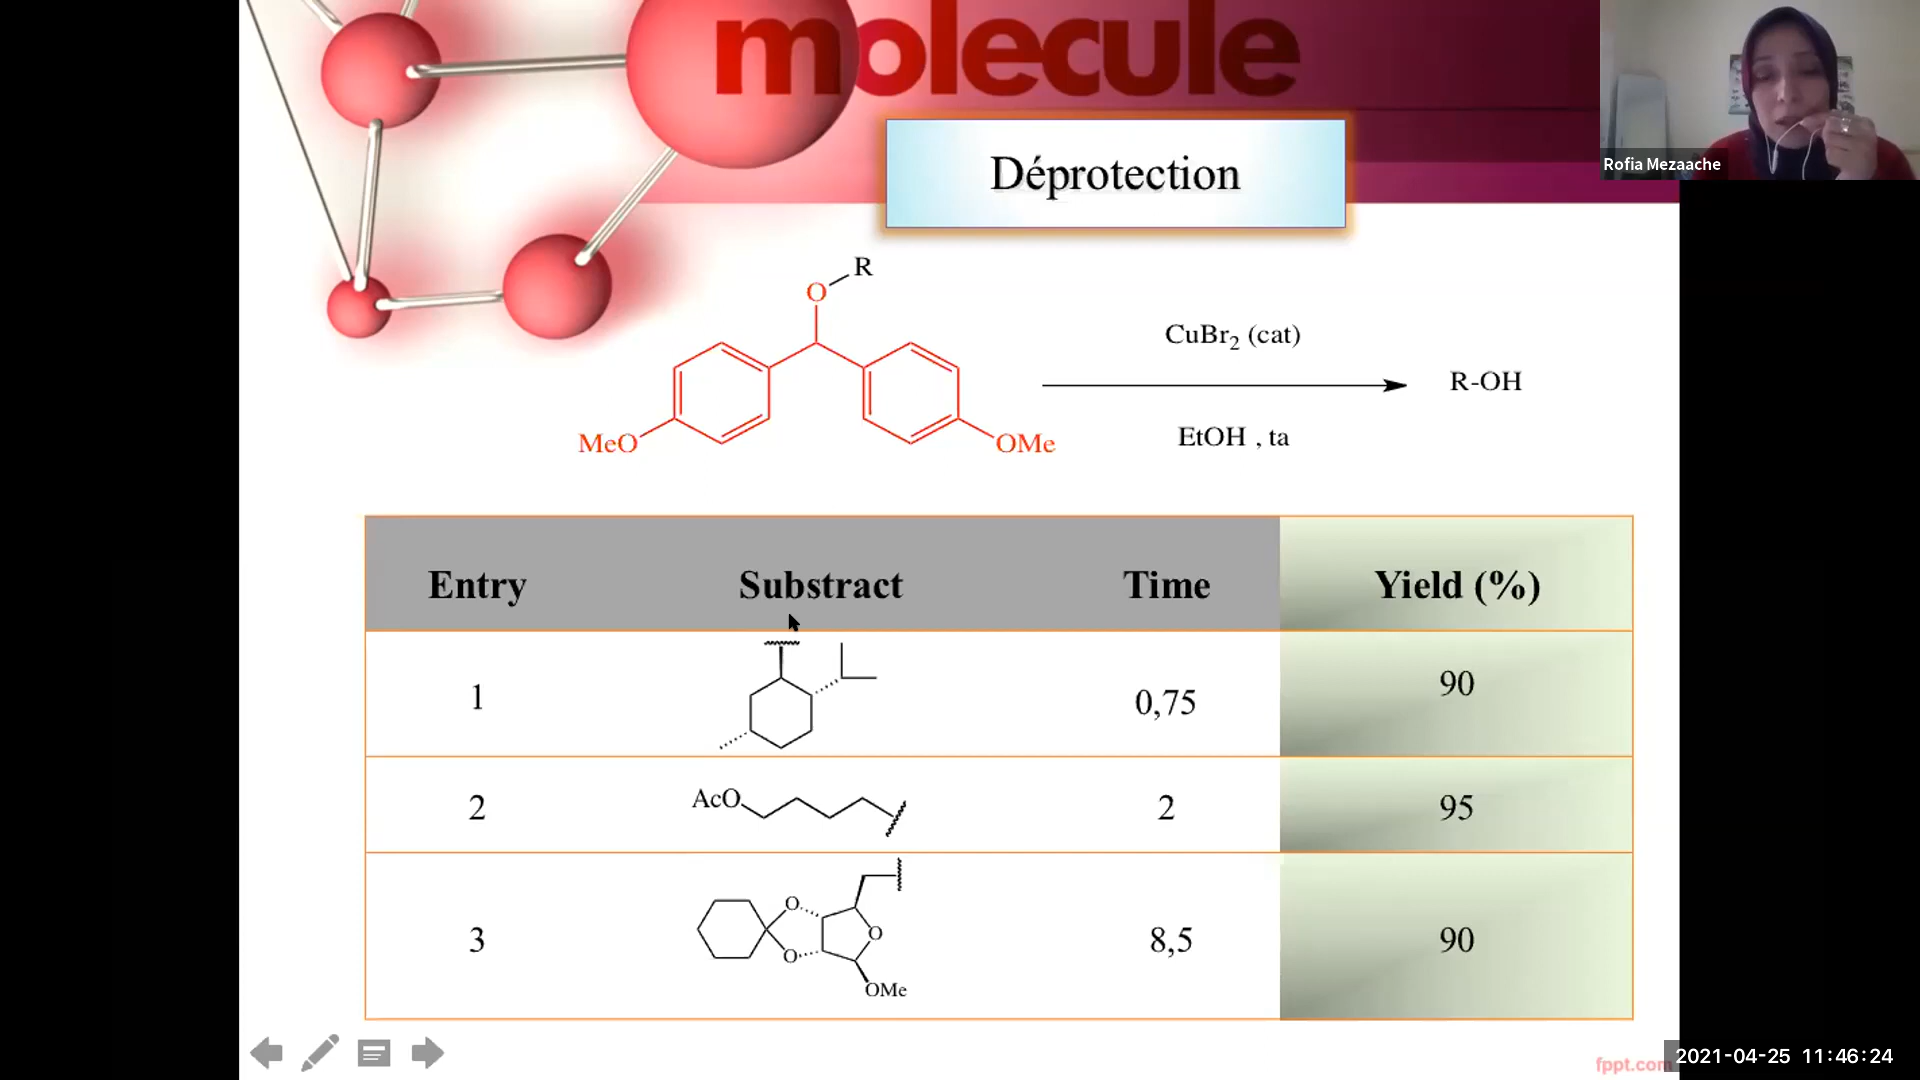 molecule
Rofia Mezaache
Déprotection
O R
MeO OMe
CuBr2 (cat)
EtOH , ta
R-OH
Entry Substract Time Yield (%)
1 0,75 90
2 AcO 2 95
3 O O O OMe 8,5 90
fppt.com
2021-04-25 11:46:24